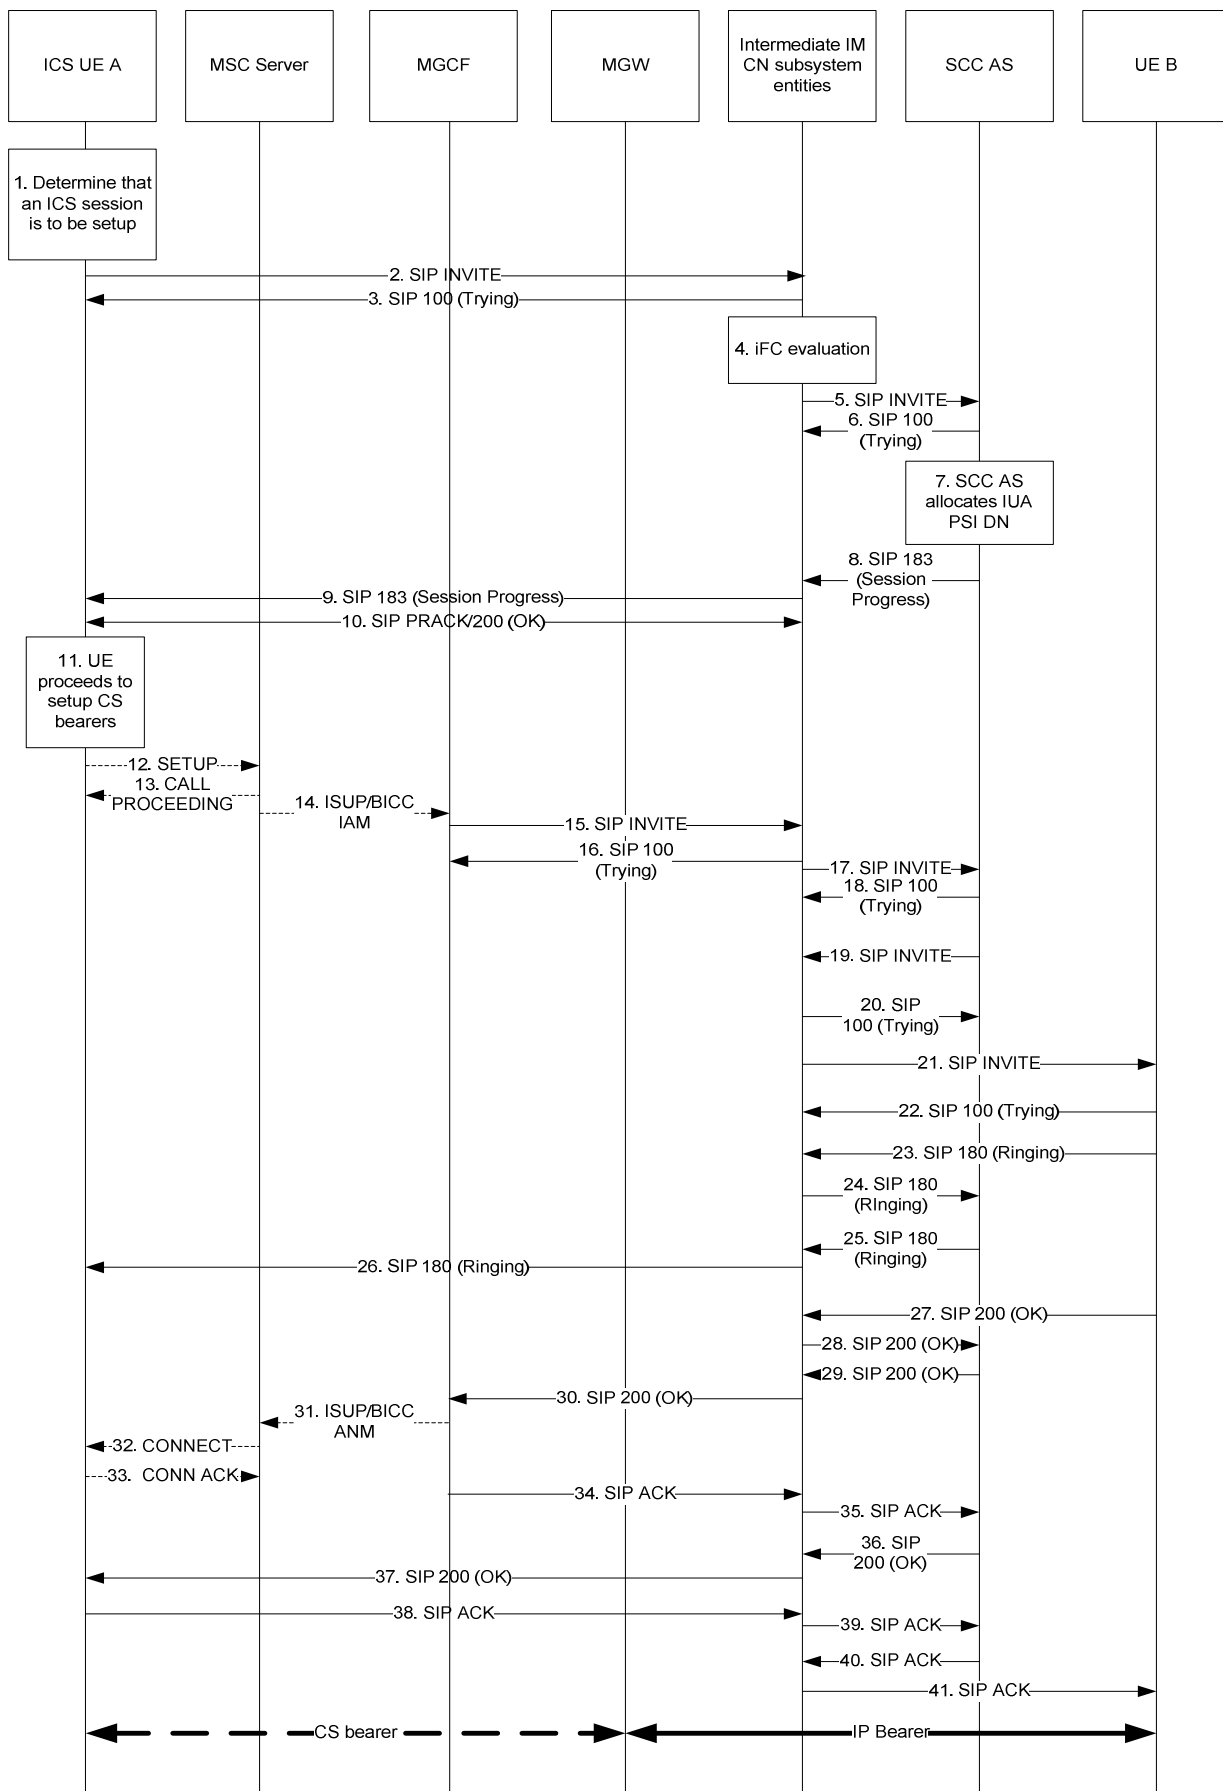 ICS UE A
MSC Server
MGCF
MGW
Intermediate IM
CN subsystem
entities
SCC AS
UE B
1. Determine that
an ICS session
is to be setup
2. SIP INVITE
3. SIP 100 (Trying)
4. iFC evaluation
5. SIP INVITE
6. SIP 100
(Trying)
7. SCC AS
allocates IUA
PSI DN
8. SIP 183
(Session
Progress)
9. SIP 183 (Session Progress)
10. SIP PRACK/200 (OK)
11. UE
proceeds to
setup CS
bearers
12. SETUP
13. CALL
PROCEEDING
14. ISUP/BICC
IAM
15. SIP INVITE
16. SIP 100
(Trying)
17. SIP INVITE
18. SIP 100
(Trying)
19. SIP INVITE
20. SIP
100 (Trying)
21. SIP INVITE
22. SIP 100 (Trying)
23. SIP 180 (Ringing)
24. SIP 180
(RInging)
25. SIP 180
(Ringing)
26. SIP 180 (Ringing)
27. SIP 200 (OK)
28. SIP 200 (OK)
29. SIP 200 (OK)
30. SIP 200 (OK)
31. ISUP/BICC
ANM
32. CONNECT
33. CONN ACK
34. SIP ACK
35. SIP ACK
36. SIP
200 (OK)
37. SIP 200 (OK)
38. SIP ACK
39. SIP ACK
40. SIP ACK
41. SIP ACK
CS bearer
IP Bearer